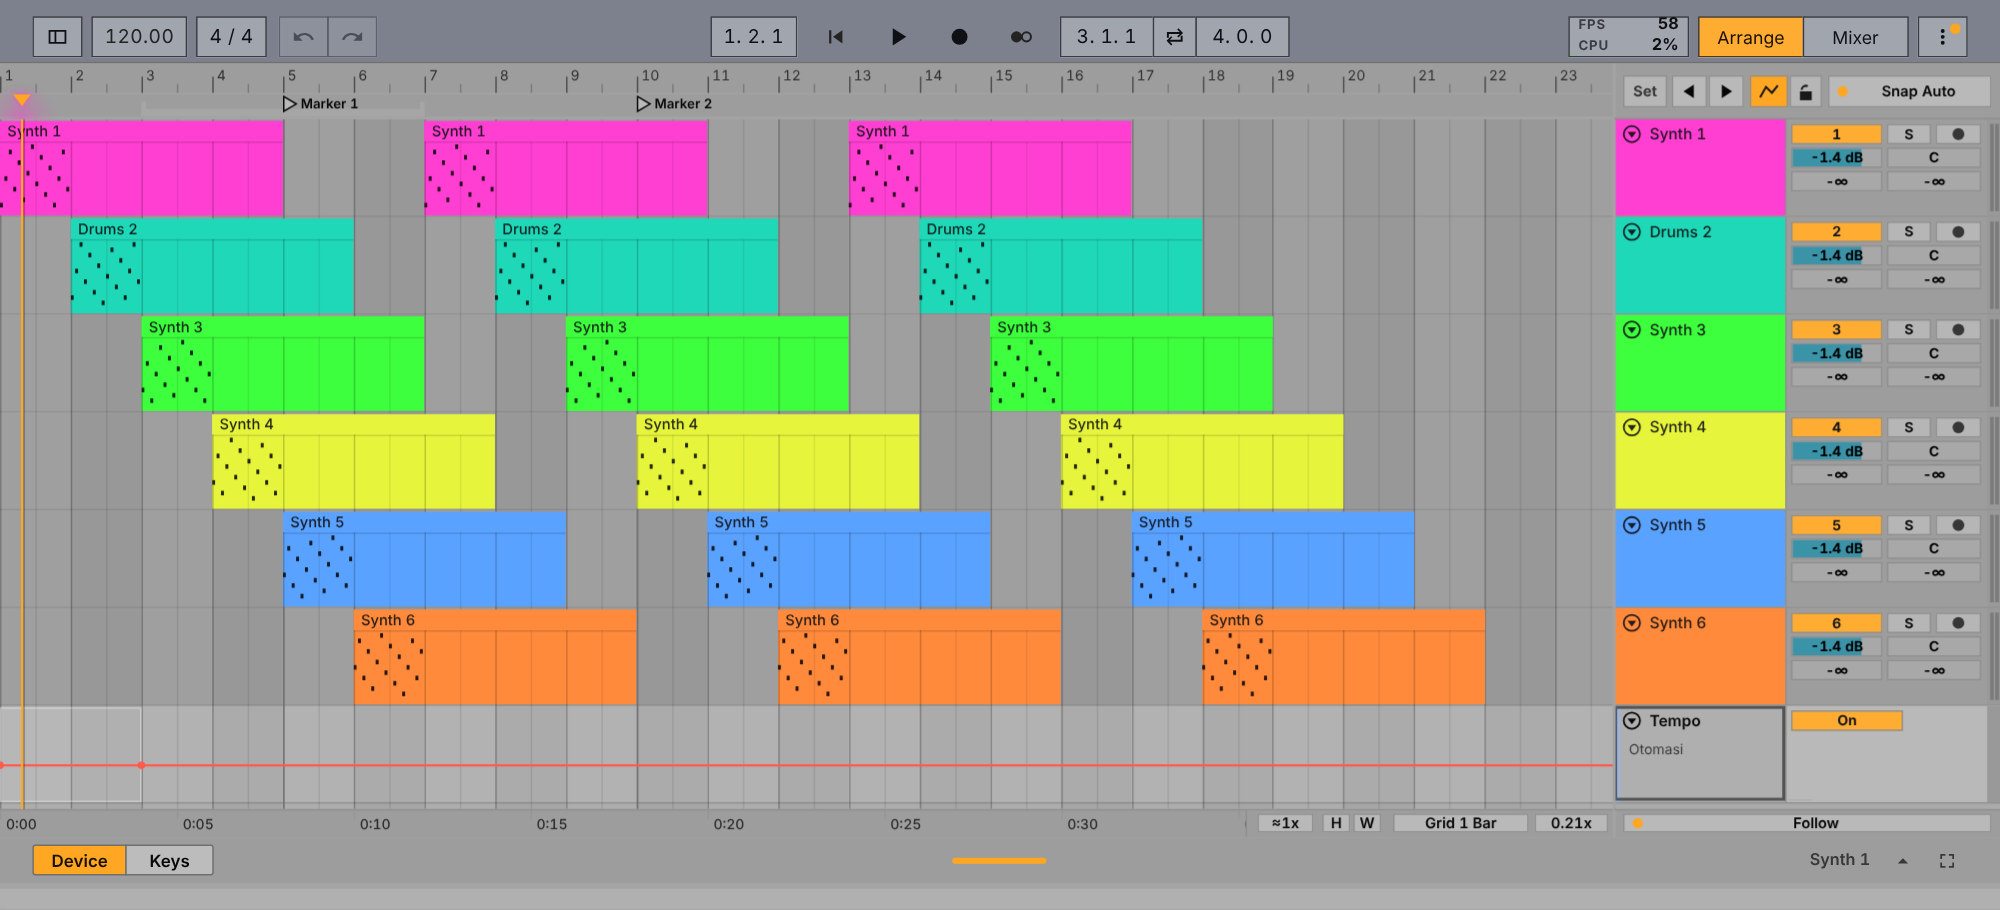 120.00 4 / 4 1. 2. 1 3. 1. 1 4. 0. 0 FPS 58 Arrange Mixer
CPU 2%
1 2 3 4 5 6 7 8 9 10 11 12 13 14 15 16 17 18 19 20 21 22 23
Marker 1 Marker 2 Set Snap Auto
Synth 1 Synth 1 Synth 1 Synth 1 1 S
-1.4 dB C
-∞ -∞
Drums 2 Drums 2 Drums 2 Drums 2 2 S
-1.4 dB C
-∞ -∞
Synth 3 Synth 3 Synth 3 Synth 3 3 S
-1.4 dB C
-∞ -∞
Synth 4 Synth 4 Synth 4 Synth 4 4 S
-1.4 dB C
-∞ -∞
Synth 5 Synth 5 Synth 5 Synth 5 5 S
-1.4 dB C
-∞ -∞
Synth 6 Synth 6 Synth 6 Synth 6 6 S
-1.4 dB C
-∞ -∞
Tempo On
Otomasi
0:00 0:05 0:10 0:15 0:20 0:25 0:30 ≈1x H W Grid 1 Bar 0.21x Follow
Device Keys Synth 1